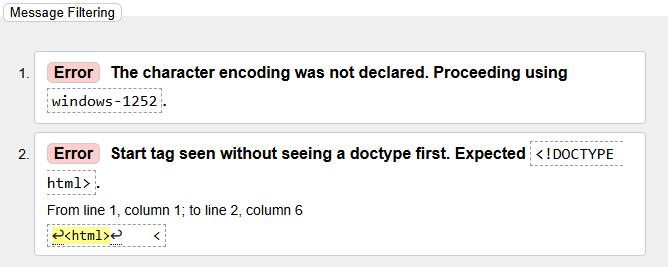 Message Filtering
1. Error The character encoding was not declared. Proceeding using
windows-1252.
2. Error Start tag seen without seeing a doctype first. Expected <!DOCTYPE
html>.
From line 1, column 1; to line 2, column 6
↩<html>↩ <